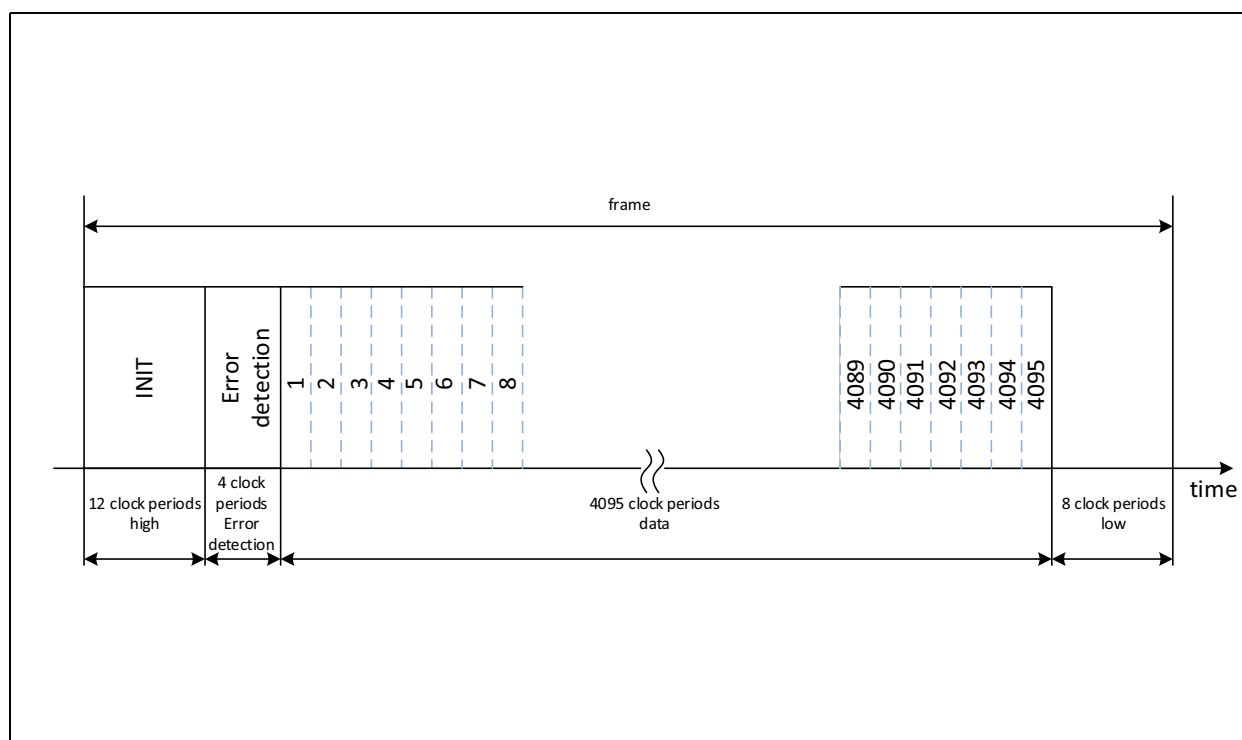 frame
INIT
Error
detection
1
2
3
4
5
6
7
8
4089
4090
4091
4092
4093
4094
4095
time
12 clock periods
high
4 clock
periods
Error
detection
4095 clock periods
data
8 clock periods
low